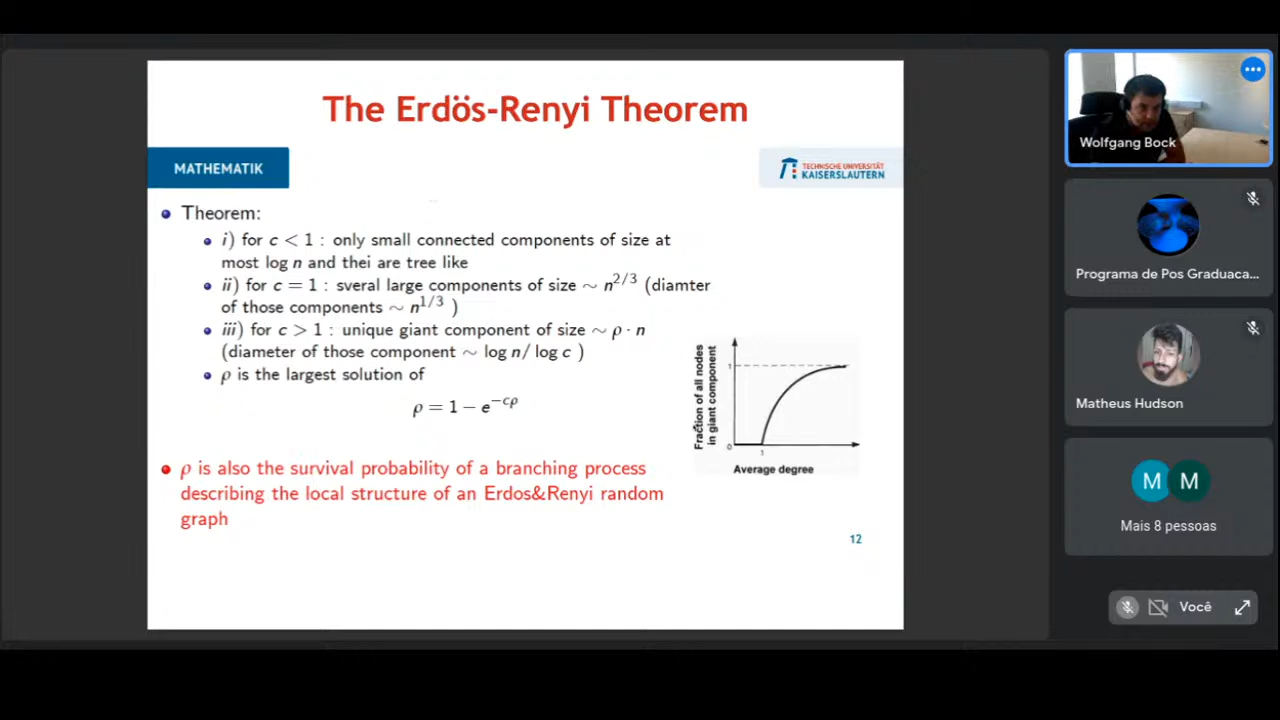 The Erdös-Renyi Theorem
MATHEMATIK
TECHNISCHE UNIVERSITÄT
KAISERSLAUTERN
Theorem:
i) for c < 1 : only small connected components of size at
most log n and thei are tree like
ii) for c = 1 : sveral large components of size ∼ n^{2/3} (diamter
of those components ∼ n^{1/3} )
iii) for c > 1 : unique giant component of size ∼ ρ · n
(diameter of those component ∼ log n/ log c )
ρ is the largest solution of
ρ = 1 − e^{−cρ}
Fraction of all nodes
in giant component
1
0
1
Average degree
ρ is also the survival probability of a branching process
describing the local structure of an Erdos&Renyi random
graph
12
Wolfgang Bock
Programa de Pos Graduaca...
Matheus Hudson
M M
Mais 8 pessoas
Você